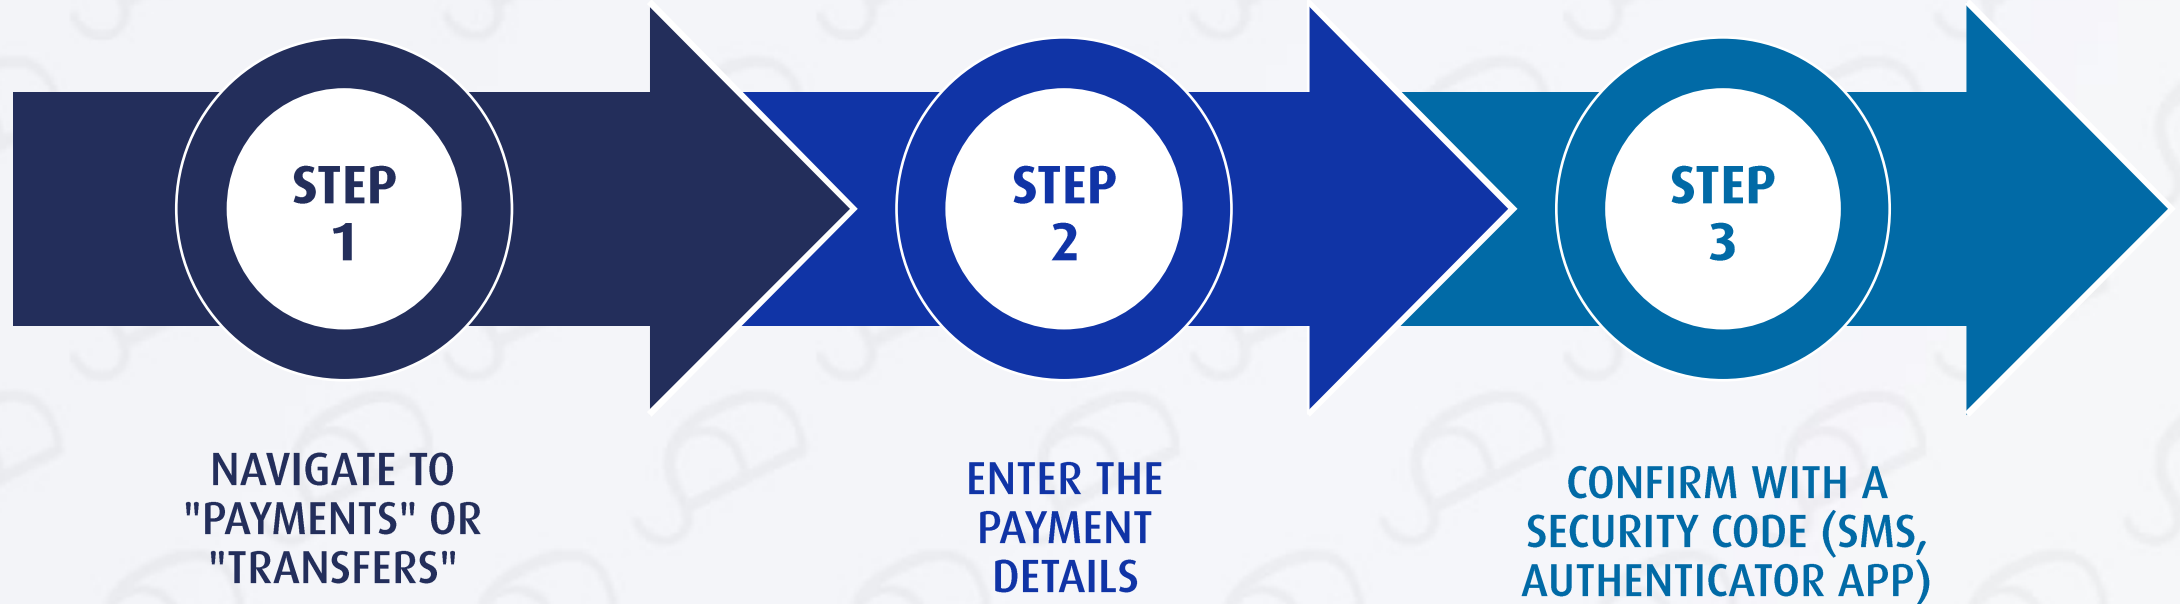 STEP
1
STEP
2
STEP
3
NAVIGATE TO
"PAYMENTS" OR
"TRANSFERS"
ENTER THE
PAYMENT
DETAILS
CONFIRM WITH A
SECURITY CODE (SMS,
AUTHENTICATOR APP)